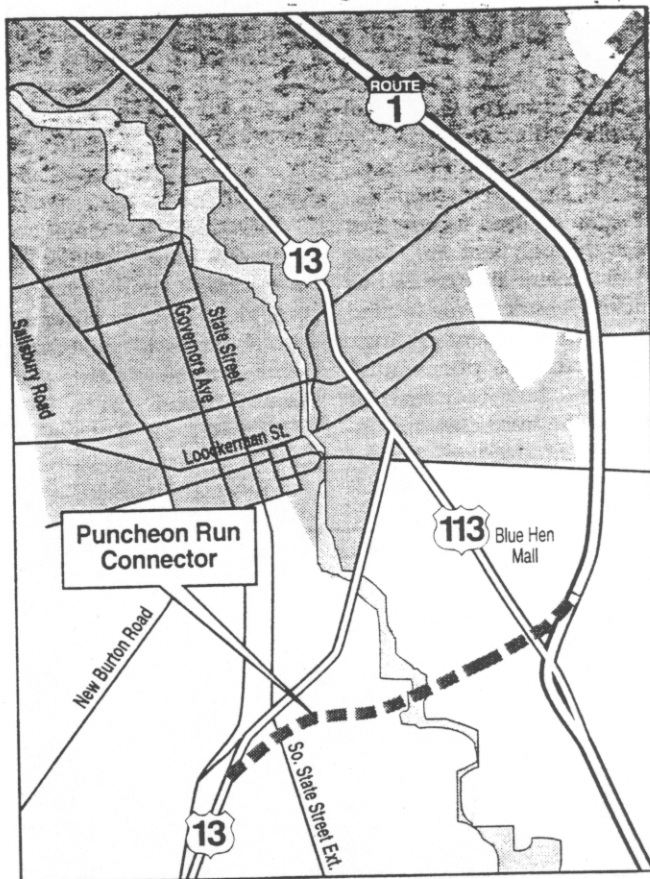 ROUTE
1
13
Salisbury Road
Governors Ave
State Street
Loockerman St.
113
Blue Hen
Mall
Puncheon Run
Connector
New Burton Road
So. State Street Ext.
13